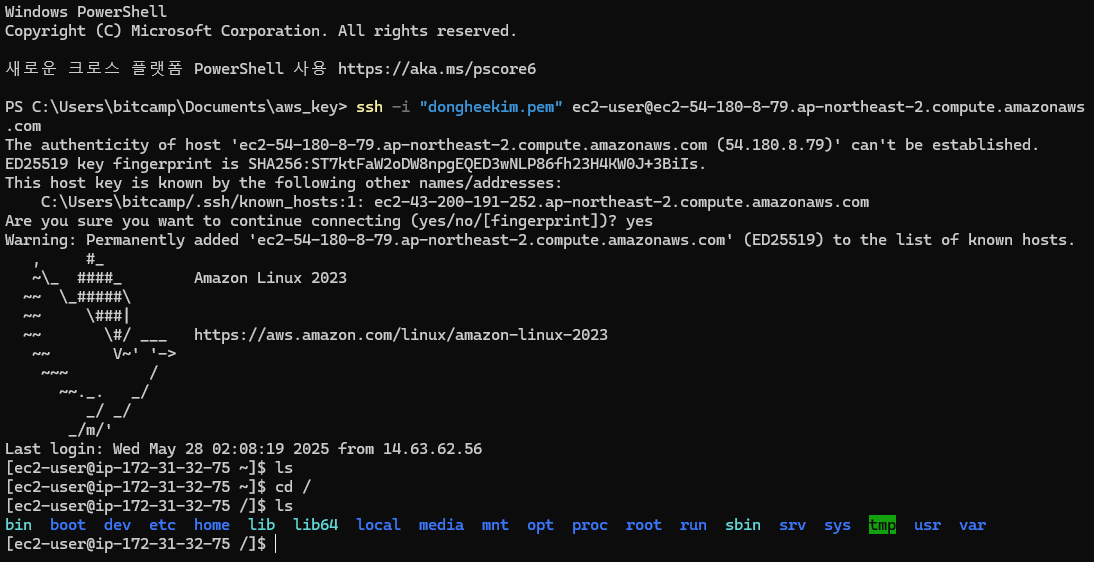 Windows PowerShell
Copyright (C) Microsoft Corporation. All rights reserved.
새로운 크로스 플랫폼 PowerShell 사용 https://aka.ms/pscore6
PS C:\Users\bitcamp\Documents\aws_key> ssh -i "dongheekim.pem" ec2-user@ec2-54-180-8-79.ap-northeast-2.compute.amazonaws
.com
The authenticity of host 'ec2-54-180-8-79.ap-northeast-2.compute.amazonaws.com (54.180.8.79)' can't be established.
ED25519 key fingerprint is SHA256:ST7ktFaW2oDW8npgEQED3wNLP86fh23H4KW0J+3BiIs.
This host key is known by the following other names/addresses:
    C:\Users\bitcamp/.ssh/known_hosts:1: ec2-43-200-191-252.ap-northeast-2.compute.amazonaws.com
Are you sure you want to continue connecting (yes/no/[fingerprint])? yes
Warning: Permanently added 'ec2-54-180-8-79.ap-northeast-2.compute.amazonaws.com' (ED25519) to the list of known hosts.
   ,     #_
   ~\_  ####_        Amazon Linux 2023
  ~~  \_#####\
  ~~     \###|
  ~~       \#/ ___   https://aws.amazon.com/linux/amazon-linux-2023
   ~~       V~' '->
    ~~~         /
      ~~._.   _/
         _/ _/
       _/m/'
Last login: Wed May 28 02:08:19 2025 from 14.63.62.56
[ec2-user@ip-172-31-32-75 ~]$ ls
[ec2-user@ip-172-31-32-75 ~]$ cd /
[ec2-user@ip-172-31-32-75 /]$ ls
bin  boot  dev  etc  home  lib  lib64  local  media  mnt  opt  proc  root  run  sbin  srv  sys  tmp  usr  var
[ec2-user@ip-172-31-32-75 /]$